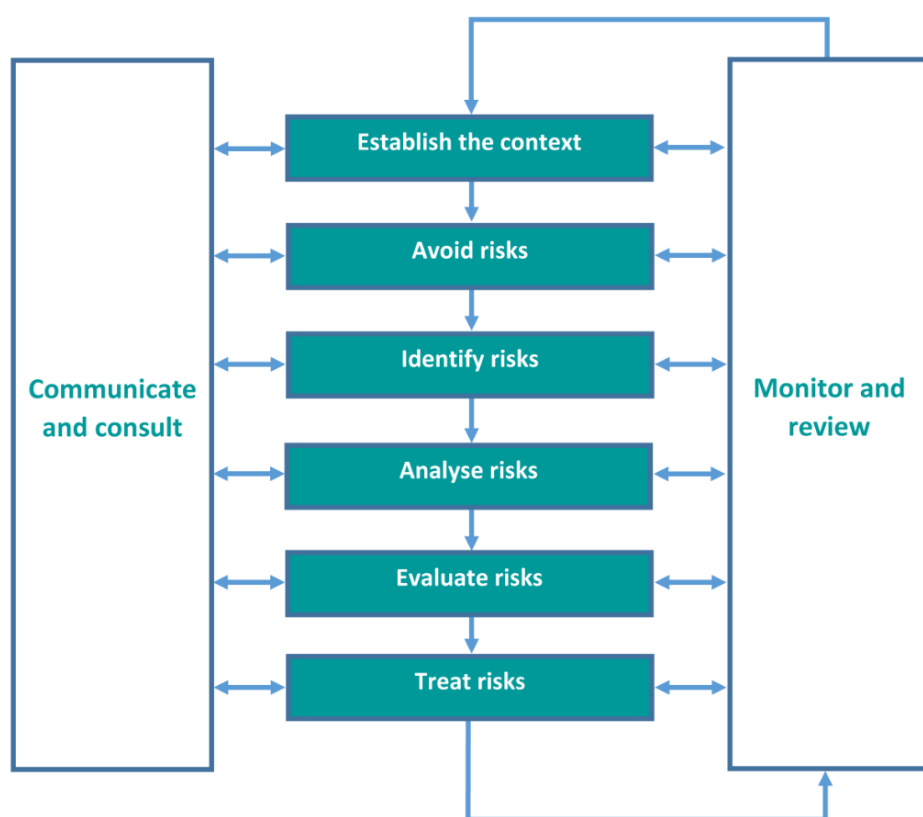 Establish the context
Avoid risks
Identify risks
Communicate
and consult
Monitor and
review
Analyse risks
Evaluate risks
Treat risks